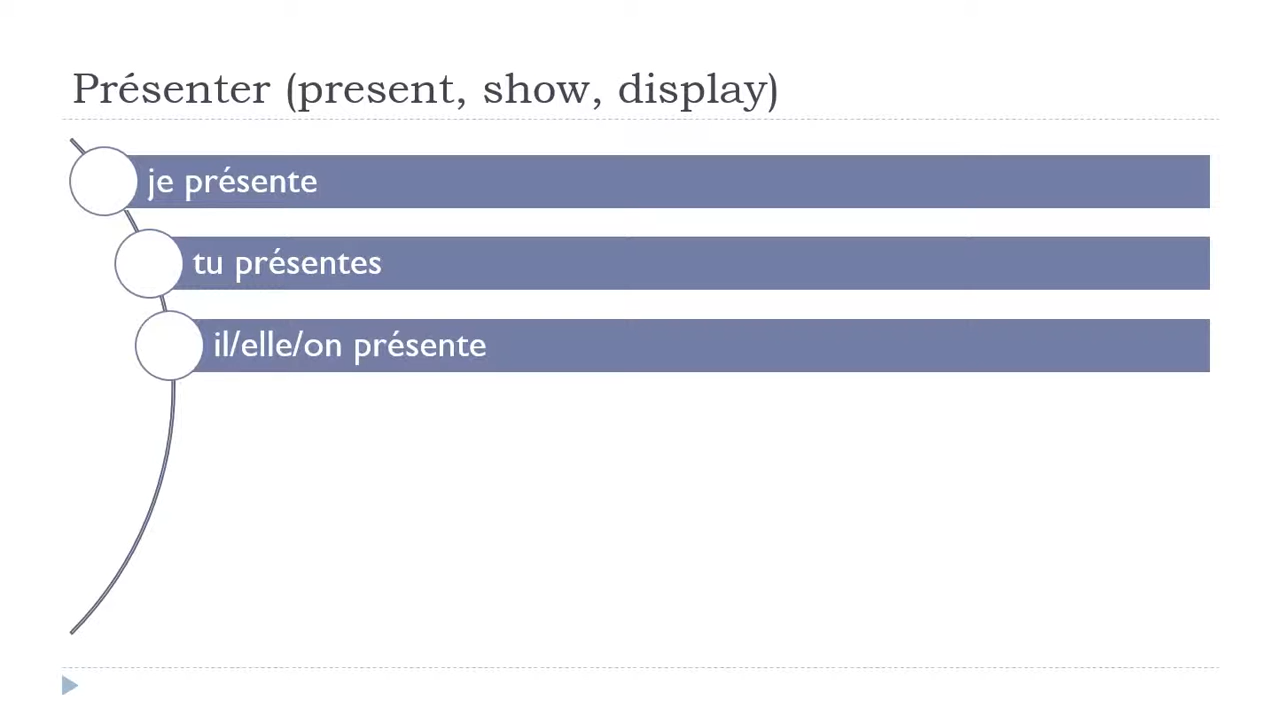 Présenter (present, show, display)
je présente
tu présentes
il/elle/on présente